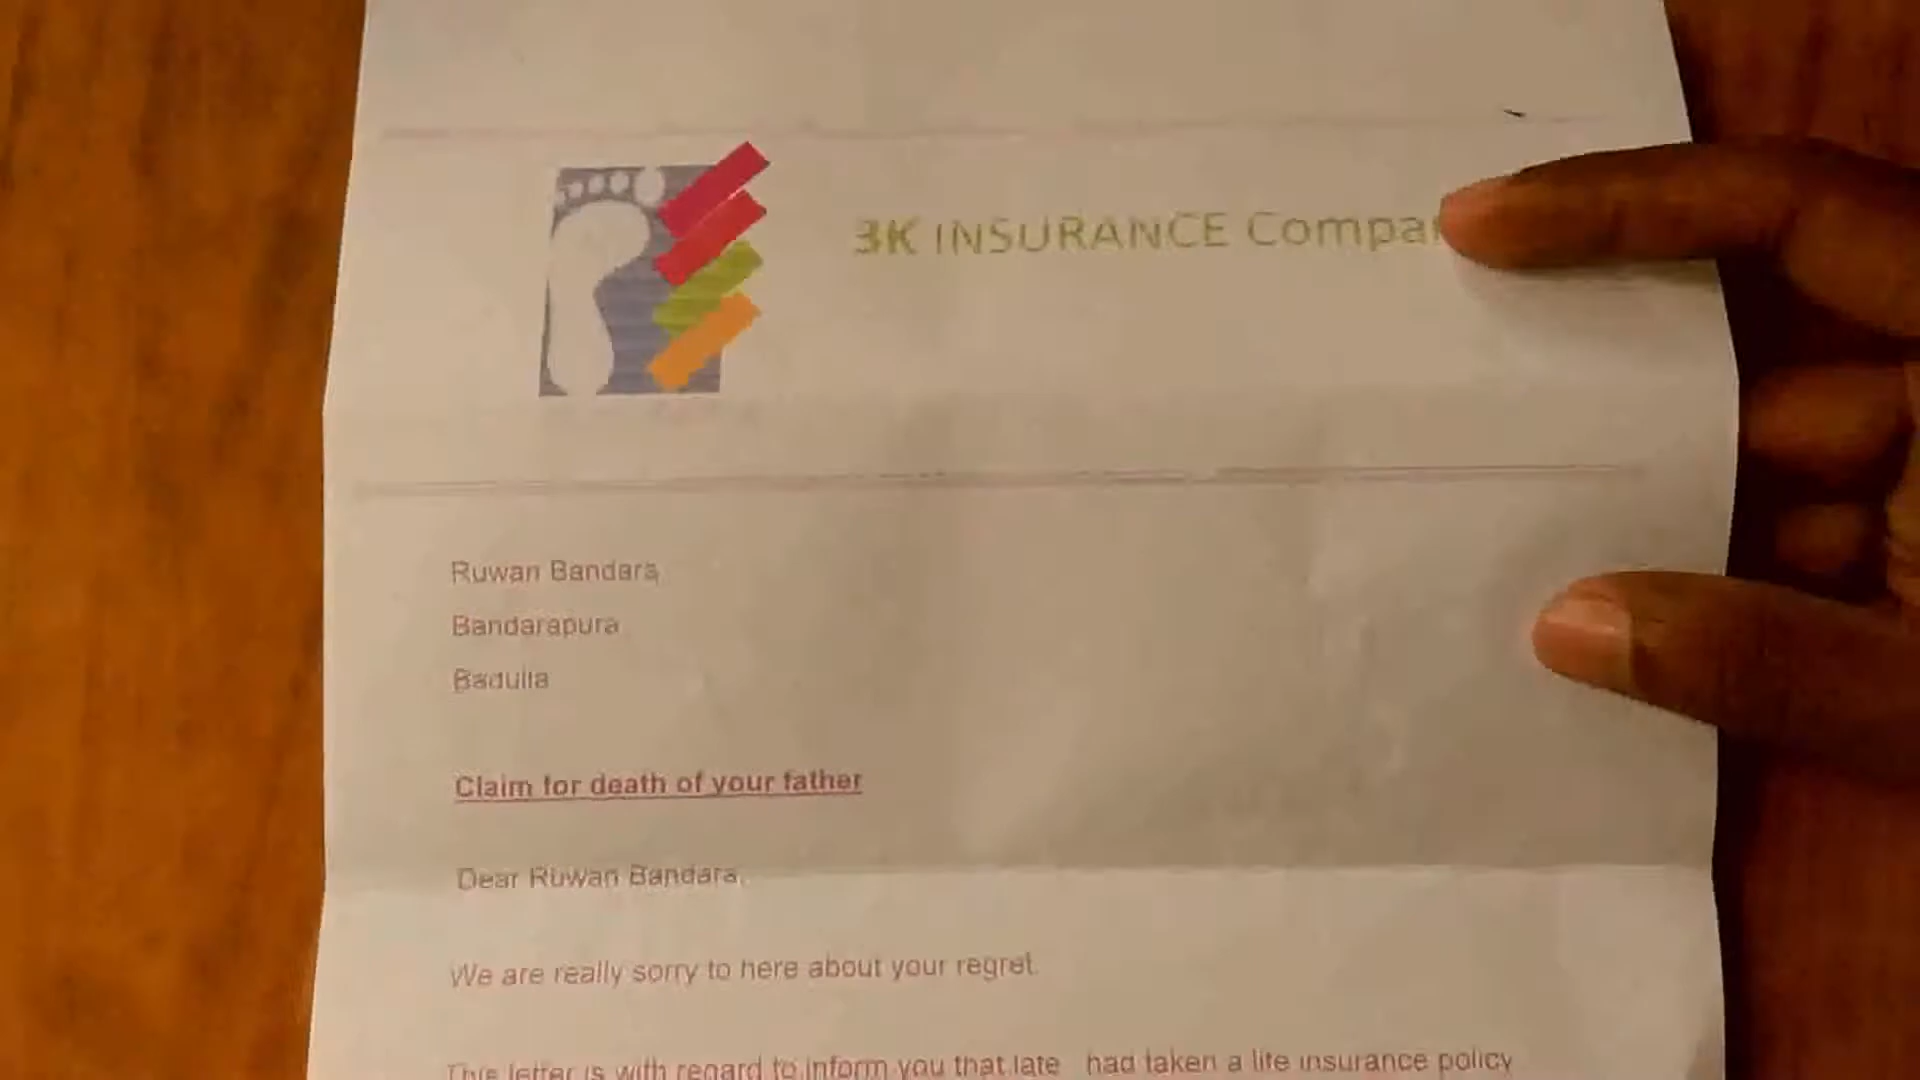 3K INSURANCE Compa
Ruwan Bandara
Bandarapura
Badulla
Claim for death of your father
Dear Ruwan Bandara,
We are really sorry to here about your regret.
This letter is with regard to inform you that late had taken a life insurance policy